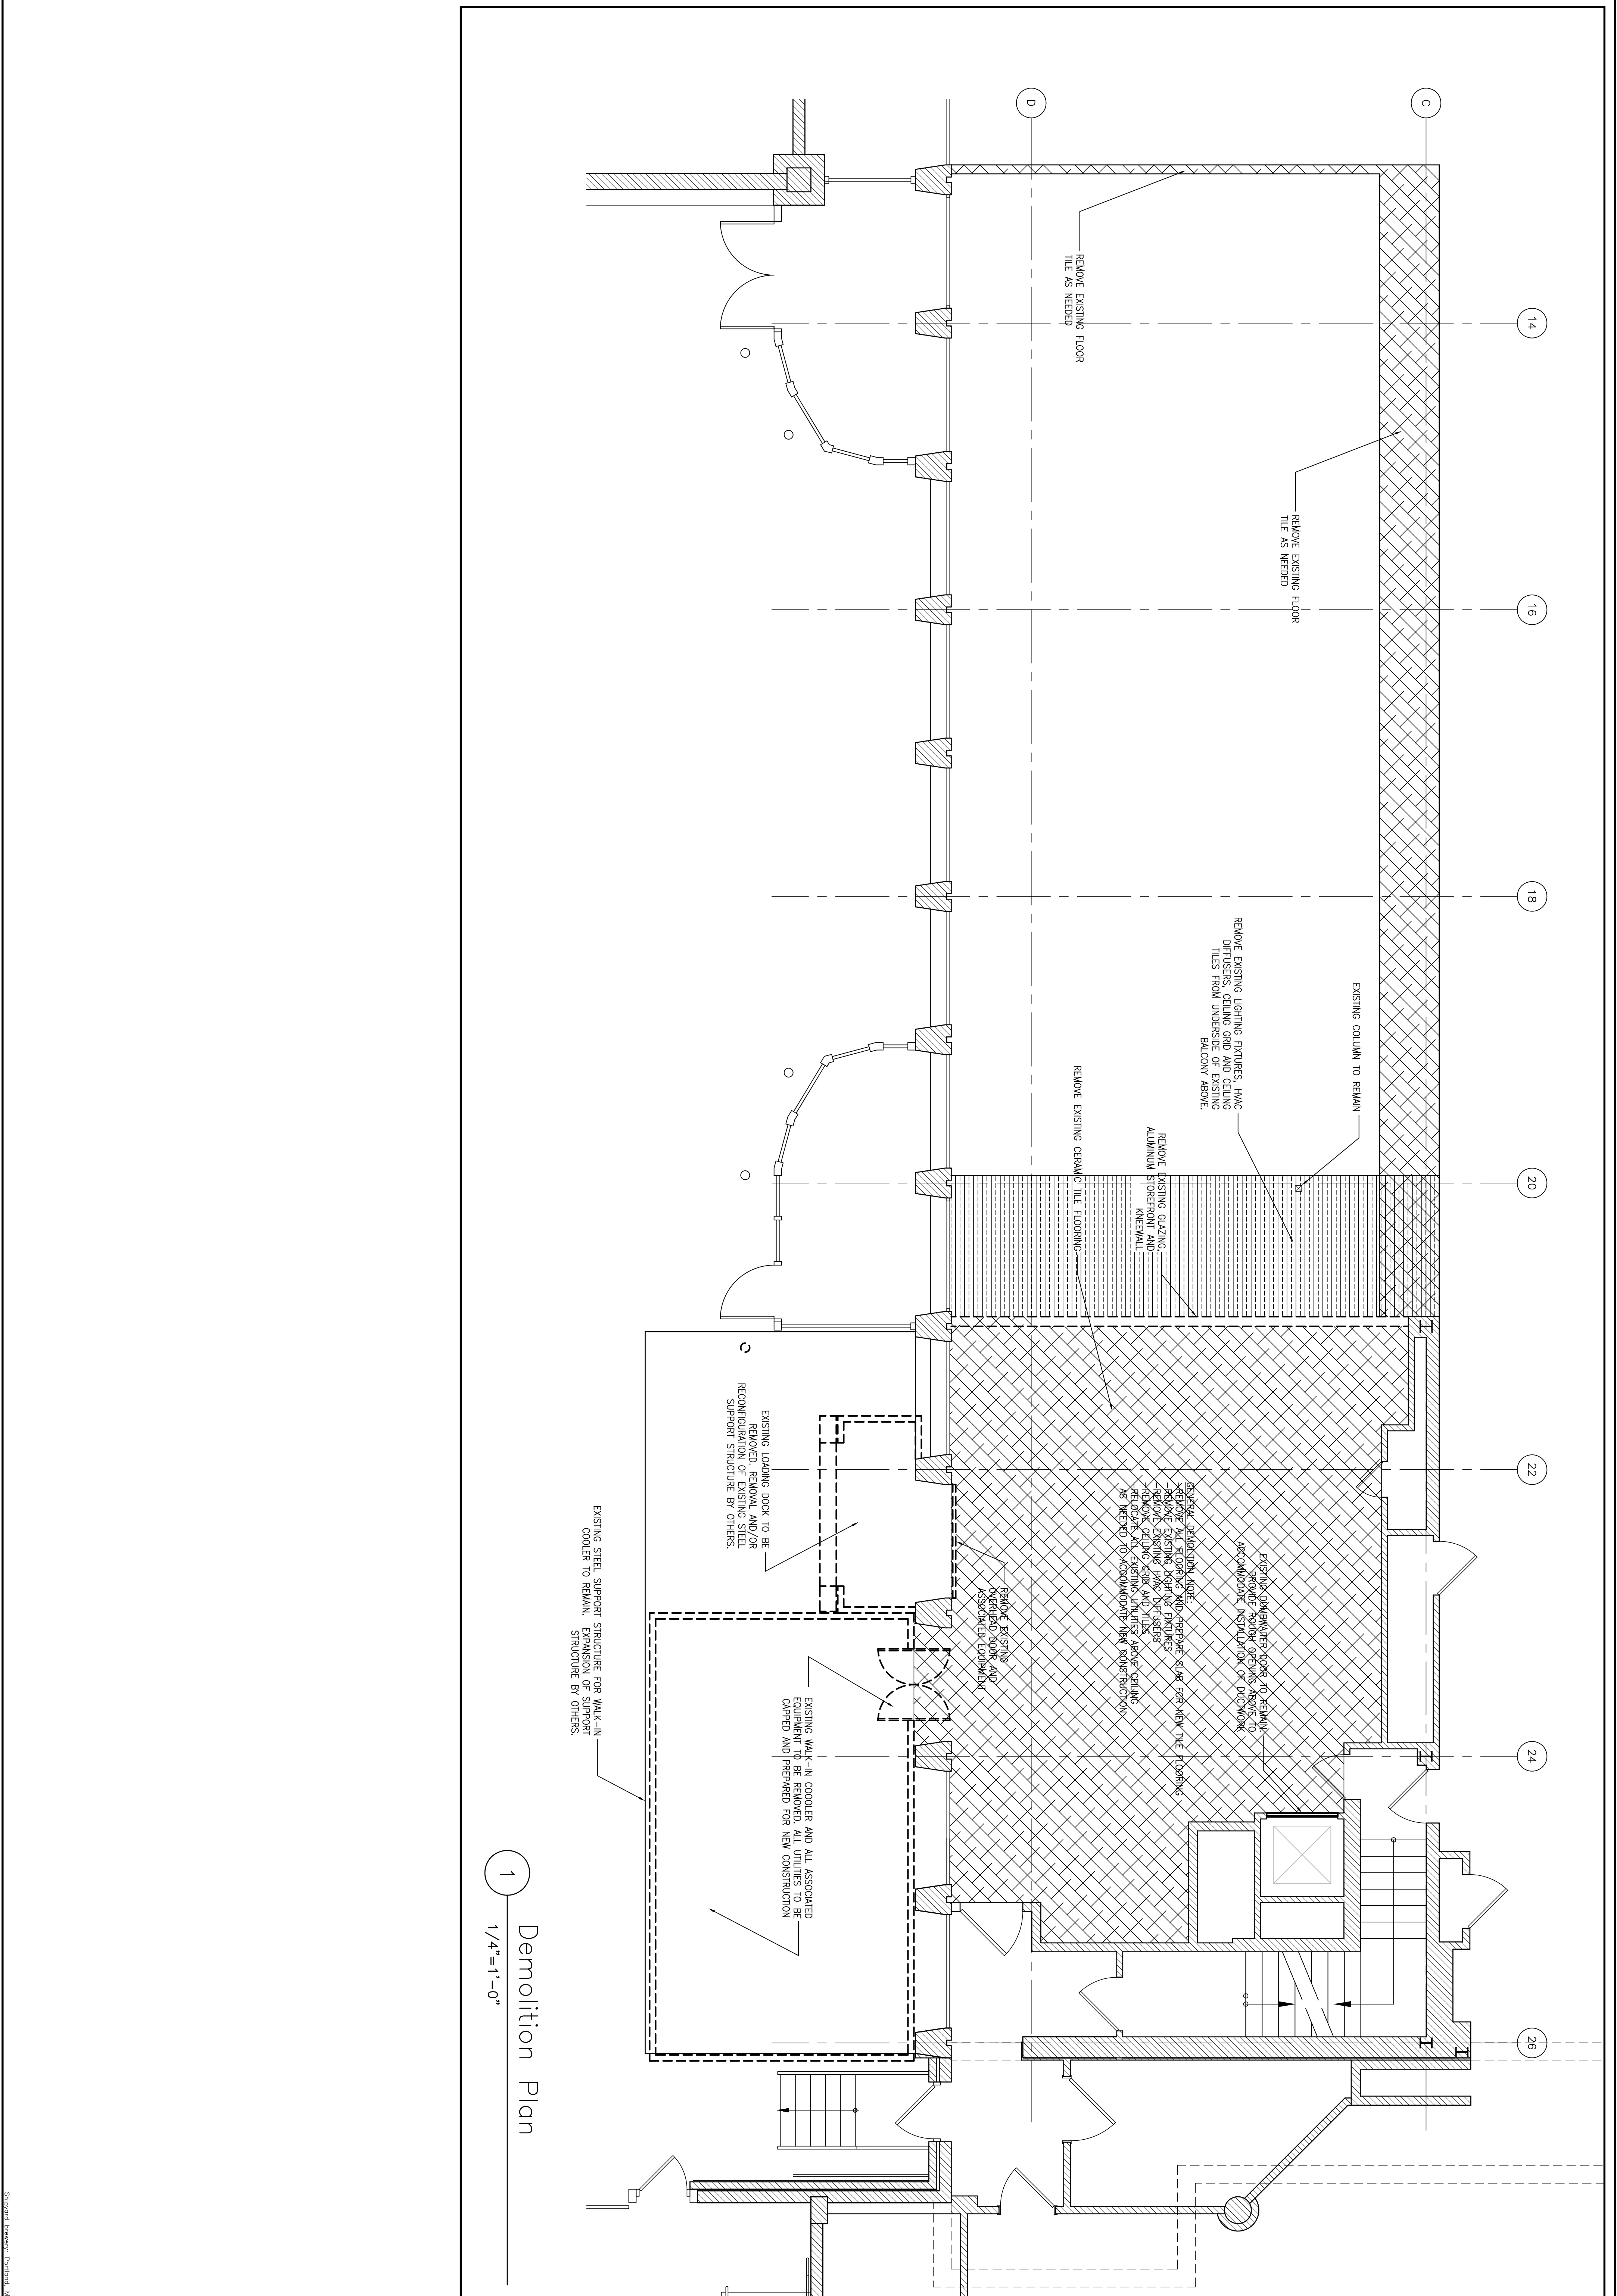 C
D
14
16
18
20
22
24
26
REMOVE EXISTING FLOOR
TILE AS NEEDED
REMOVE EXISTING FLOOR
TILE AS NEEDED
EXISTING COLUMN TO REMAIN
REMOVE EXISTING LIGHTING FIXTURES, HVAC
DIFFUSERS, CEILING GRID AND CEILING
TILES FROM UNDERSIDE OF EXISTING
BALCONY ABOVE.
REMOVE EXISTING GLAZING,
ALUMINUM STOREFRONT AND
KNEEWALL
REMOVE EXISTING CERAMIC TILE FLOORING
EXISTING DUMBWAITER DOOR TO REMAIN
PROVIDE ROUGH OPENING ABOVE TO
ACCOMMODATE INSTALLATION OF DUCTWORK
GENERAL DEMOLITION NOTE:
-REMOVE ALL FLOORING AND PREPARE SLAB FOR NEW TILE FLOORING
-REMOVE EXISTING LIGHTING FIXTURES
-REMOVE EXISTING HVAC DIFFUSERS
-REMOVE CEILING GRID AND TILES
-RELOCATE ALL EXISTING UTILITIES ABOVE CEILING
AS NEEDED TO ACCOMMODATE NEW CONSTRUCTION
REMOVE EXISTING
OVERHEAD DOOR AND
ASSOCIATED EQUIPMENT
EXISTING LOADING DOCK TO BE
REMOVED. REMOVAL AND/OR
RECONFIGURATION OF EXISTING STEEL
SUPPORT STRUCTURE BY OTHERS.
EXISTING WALK-IN COOOLER AND ALL ASSOCIATED
EQUIPMENT TO BE REMOVED. ALL UTILITIES TO BE
CAPPED AND PREPARED FOR NEW CONSTRUCTION
EXISTING STEEL SUPPORT STRUCTURE FOR WALK-IN
COOLER TO REMAIN. EXPANSION OF SUPPORT
STRUCTURE BY OTHERS.
1
Demolition Plan
1/4"=1'-0"
Shipyard brewery: Portland, M